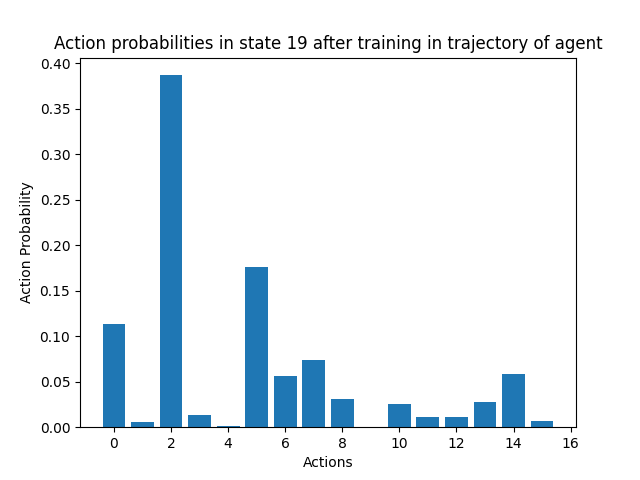 Action probabilities in state 19 after training in trajectory of agent
0.40
0.35
0.30
0.25
0.20
0.15
0.10
0.05
0.00
Action Probability
0 2 4 6 8 10 12 14 16
Actions